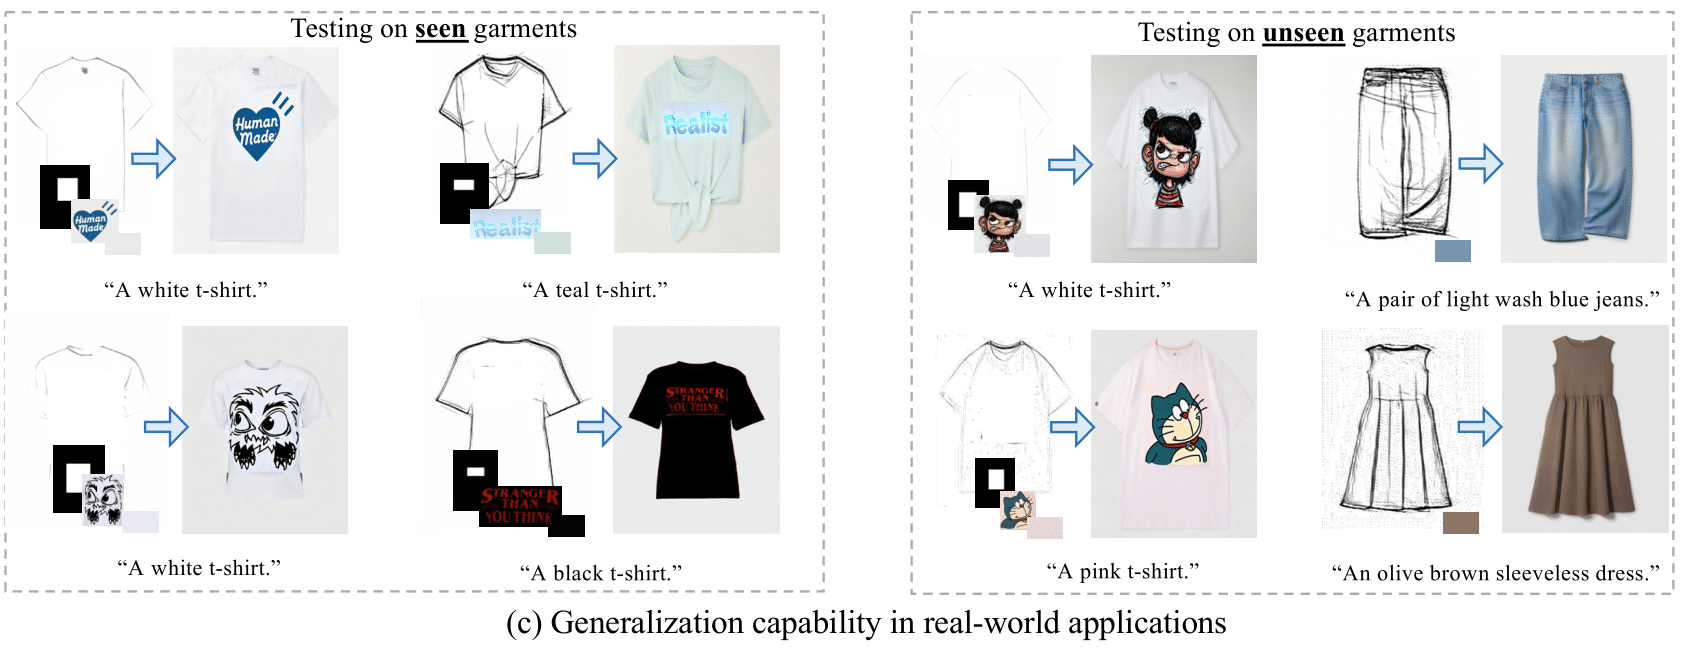 Testing on seen garments
Human
Made
Human
Made
“A white t-shirt.”
Realist
Realist
“A teal t-shirt.”
“A white t-shirt.”
STRANGER
THAN
YOU THINK
STRANGER
THAN
YOU THINK
“A black t-shirt.”
Testing on unseen garments
“A white t-shirt.”
“A pair of light wash blue jeans.”
“A pink t-shirt.”
“An olive brown sleeveless dress.”
(c) Generalization capability in real-world applications